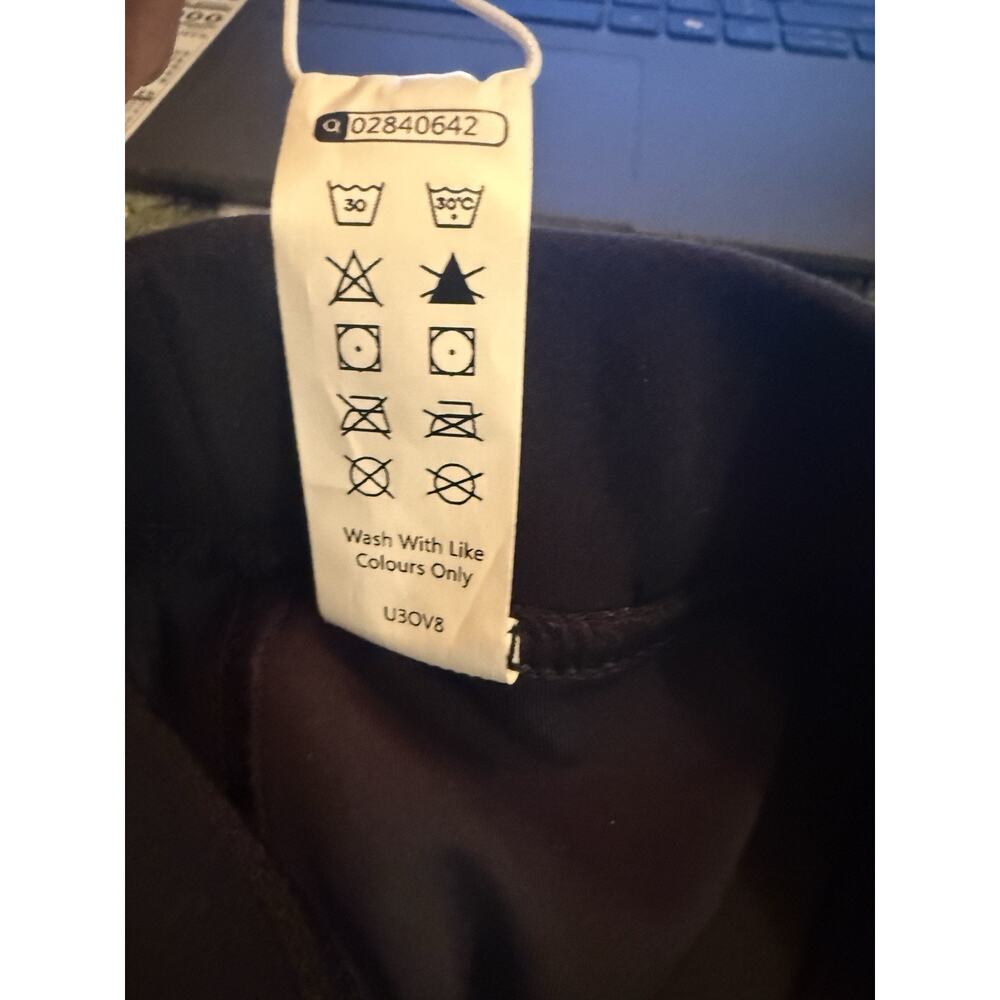 02840642
30 30°C
Wash With Like
Colours Only
U3OV8